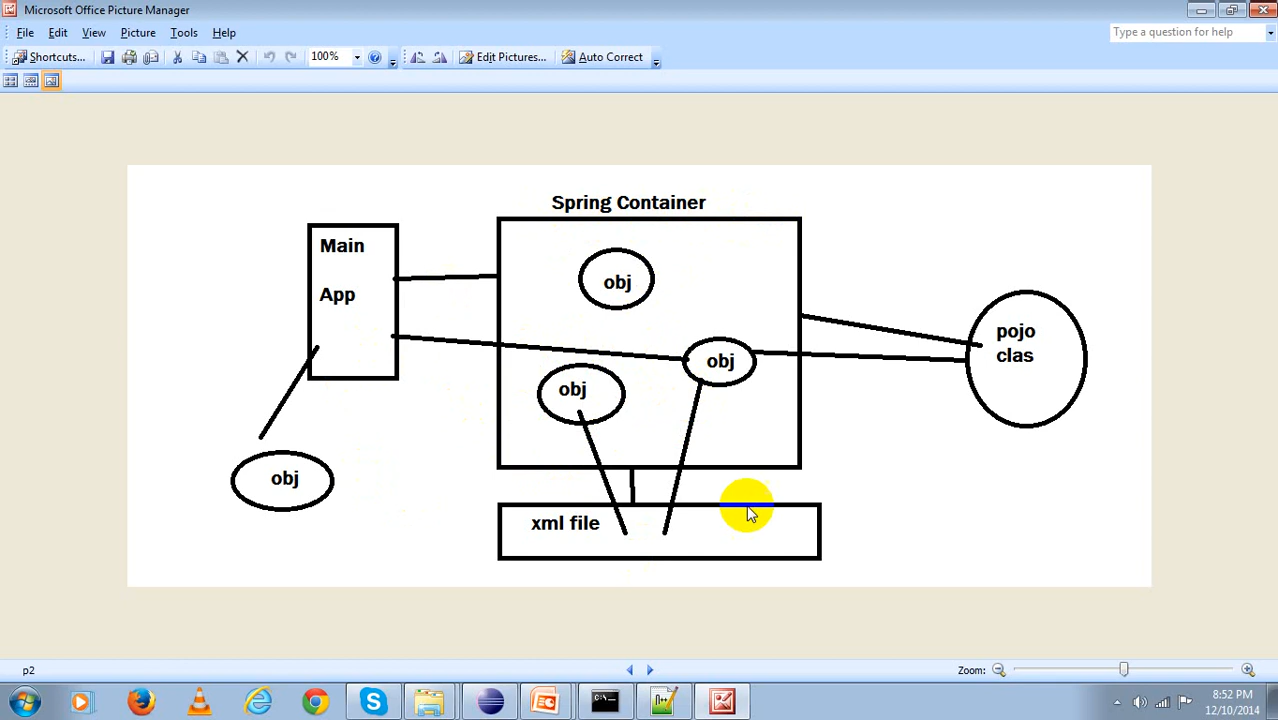 Microsoft Office Picture Manager
File Edit View Picture Tools Help
Type a question for help
Shortcuts... 100% Edit Pictures... Auto Correct
Spring Container
Main
App
obj
obj
obj
pojo
clas
obj
xml file
p2
Zoom:
8:52 PM
12/10/2014